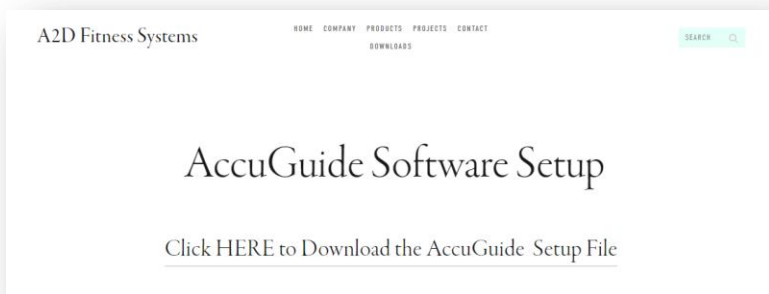 A2D Fitness Systems
HOME COMPANY PRODUCTS PROJECTS CONTACT
DOWNLOADS
SEARCH
AccuGuide Software Setup
Click HERE to Download the AccuGuide Setup File